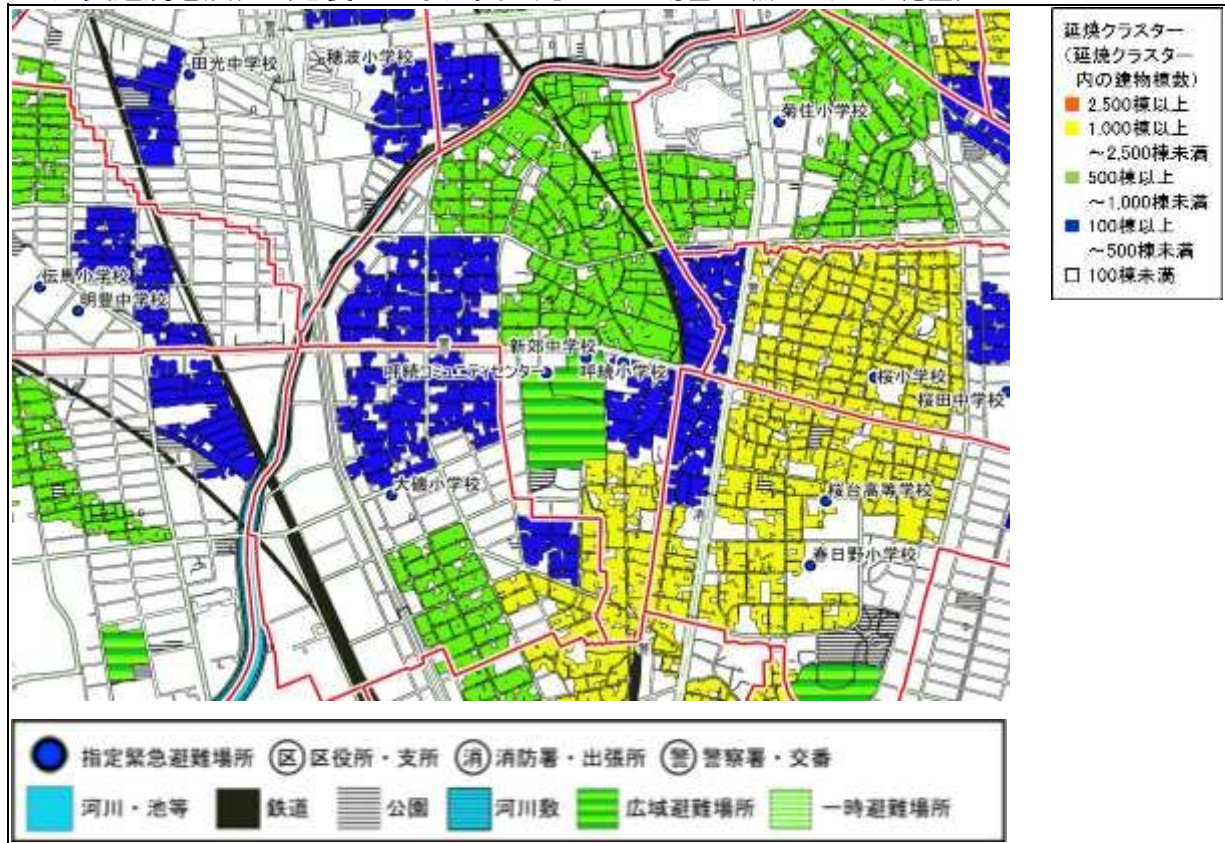 田光中学校
穂波小学校
菊住小学校
伝馬小学校
明豊中学校
新郊中学校
呼続コミュニティセンター
呼続小学校
桜小学校
桜田中学校
大磯小学校
桜台高等学校
春日野小学校
延焼クラスター
(延焼クラスター
内の建物棟数)
2,500棟以上
1,000棟以上
～2,500棟未満
500棟以上
～1,000棟未満
100棟以上
～500棟未満
100棟未満
指定緊急避難場所 区 区役所・支所 消 消防署・出張所 警 警察署・交番
河川・池等 鉄道 公園 河川敷 広域避難場所 一時避難場所